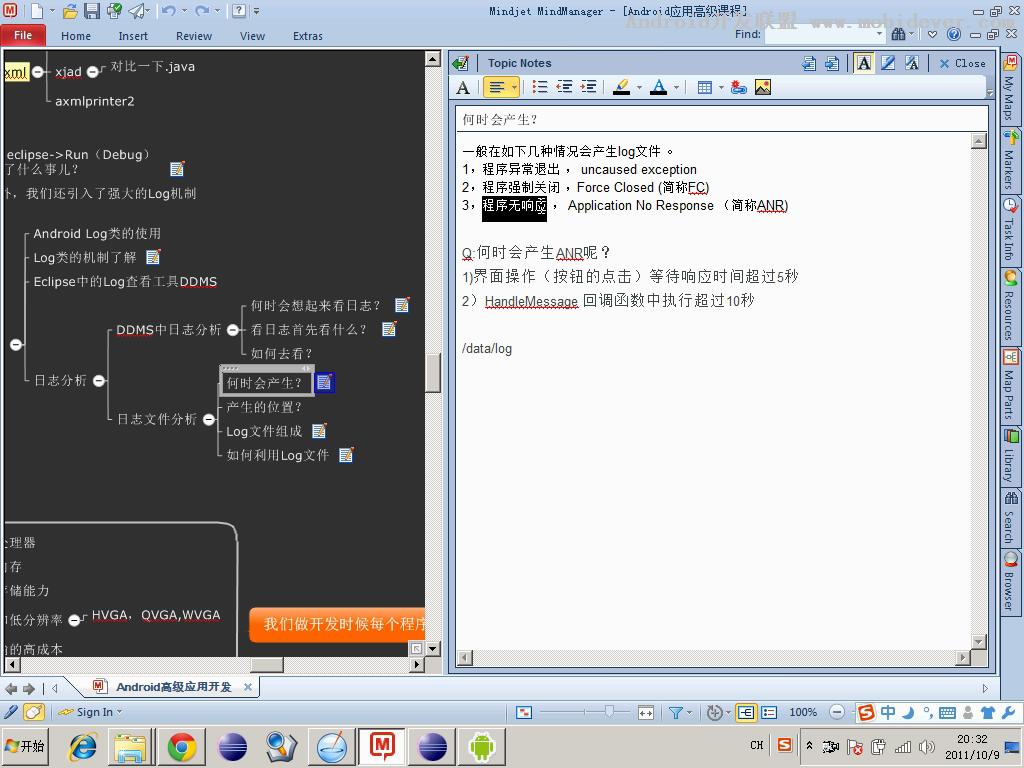 Mindjet MindManager - [Android应用高级课程]
Android开发联盟 www.mobidever.com
File Home Insert Review View Extras
Find:
xml xjad 对比一下.java
axmlprinter2
eclipse->Run（Debug）
了什么事儿?
外，我们还引入了强大的Log机制
Android Log类的使用
Log类的机制了解
Eclipse中的Log查看工具DDMS
何时会想起来看日志?
DDMS中日志分析 看日志首先看什么?
如何去看?
日志分析
何时会产生?
产生的位置?
日志文件分析
Log文件组成
如何利用Log文件
处理器
存
存储能力
低分辨率 HVGA，QVGA,WVGA
的高成本
我们做开发时候每个程序
Topic Notes
Close
何时会产生?
一般在如下几种情况会产生log文件 。
1，程序异常退出 ， uncaused exception
2，程序强制关闭 ，Force Closed (简称FC)
3，程序无响应 ， Application No Response （简称ANR)
Q:何时会产生ANR呢？
1)界面操作（按钮的点击）等待响应时间超过5秒
2）HandleMessage 回调函数中执行超过10秒
/data/log
My Maps
Markers
Task Info
Resources
Map Parts
Library
Search
Browser
Android高级应用开发
Sign In
100%
中
开始
CH
20:32
2011/10/9